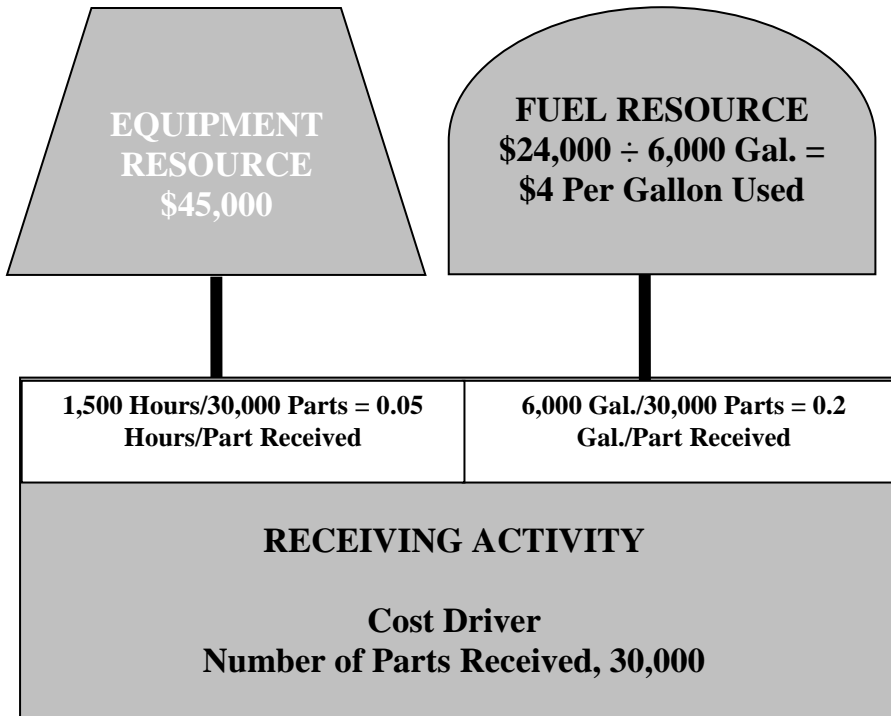 EQUIPMENT
RESOURCE
$45,000
FUEL RESOURCE
$24,000 ÷ 6,000 Gal. =
$4 Per Gallon Used
1,500 Hours/30,000 Parts = 0.05
Hours/Part Received
6,000 Gal./30,000 Parts = 0.2
Gal./Part Received
RECEIVING ACTIVITY
Cost Driver
Number of Parts Received, 30,000